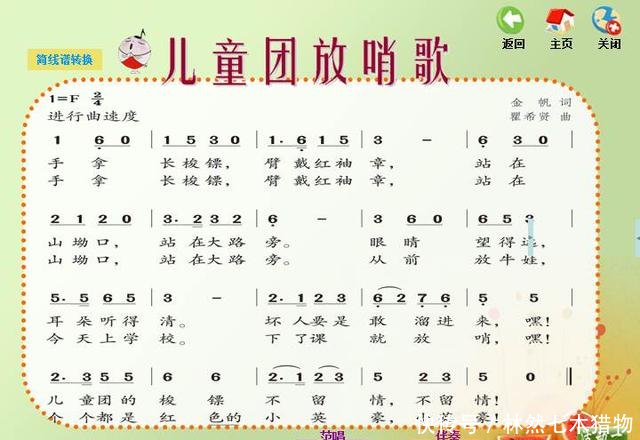 返回 主页 关闭
简线谱转换
儿童团放哨歌
1=F 2/4
进行曲速度
金帆 词
瞿希贤 曲
1 6 0 | 1 5 3 0 | 1. 6 1 5 | 3 - | 6 3 0 |
手 拿 长梭镖, 臂戴红袖章, 站在
手 拿 长梭镖, 臂戴红袖章, 站在
2 1 2 0 | 3. 2 3 2 | 6 - | 3 6 0 | 6 5 3 |
山坳口, 站在大路旁。 眼睛 望得远,
山坳口, 站在大路旁。 从前 放牛娃,
5. 5 6 5 | 3 - | 2. 1 2 3 | 6 2 7 6 | 5 5 |
耳朵听得清。 坏人要是敢溜进来,嘿!
今天上学校。 下了课就放哨,嘿!
2. 3 5 5 | 6 6 | 2. 1 2 3 | 5 5 | 5 0 ‖
儿童团的梭镖不留情,不留情!
个个都是红色的小英豪,
范唱 伴奏
快传号/林然七木猎物